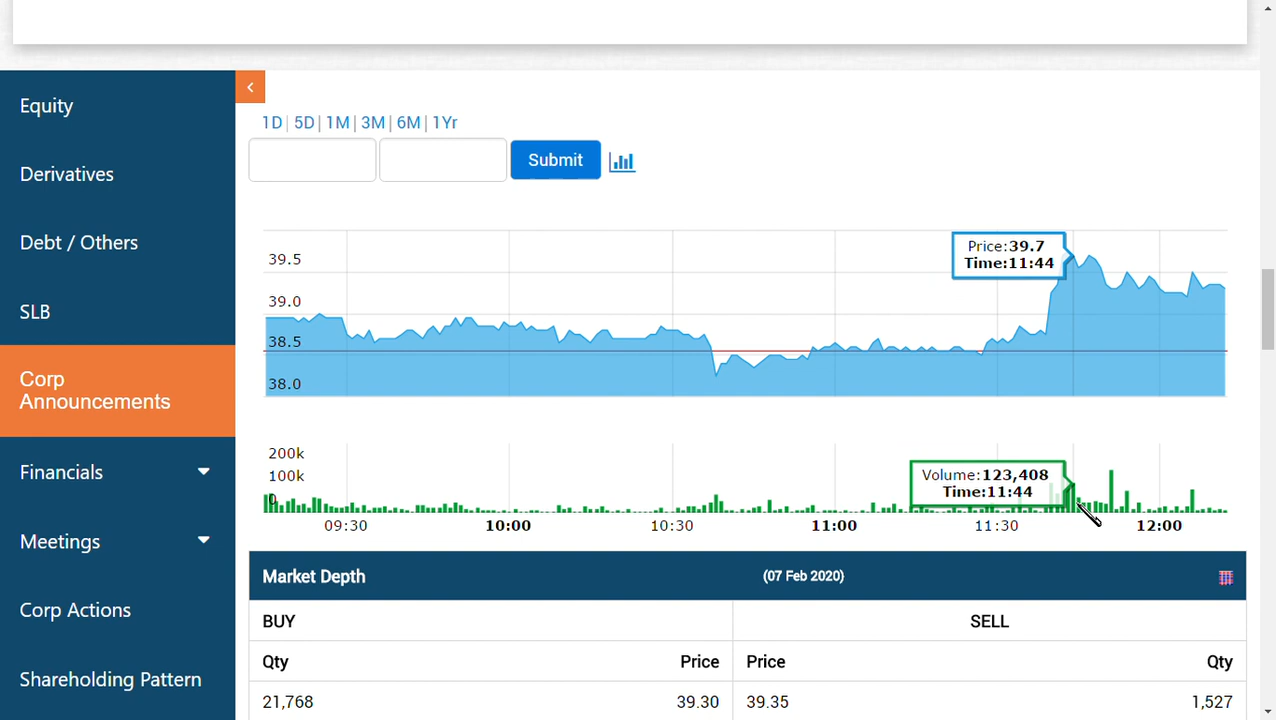 Equity
Derivatives
Debt / Others
SLB
Corp
Announcements
Financials
Meetings
Corp Actions
Shareholding Pattern
1D| 5D| 1M| 3M| 6M| 1Yr
Submit
39.5
39.0
38.5
38.0
Price:39.7
Time:11:44
200k
100k
0
Volume:123,408
Time:11:44
09:30 10:00 10:30 11:00 11:30 12:00
Market Depth (07 Feb 2020)
BUY SELL
Qty Price Price Qty
21,768 39.30 39.35 1,527